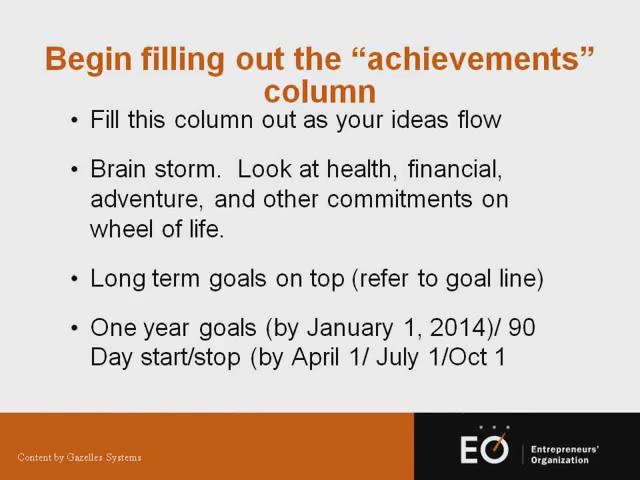 Begin filling out the “achievements”
column
• Fill this column out as your ideas flow
• Brain storm.  Look at health, financial,
adventure, and other commitments on
wheel of life.
• Long term goals on top (refer to goal line)
• One year goals (by January 1, 2014)/ 90
Day start/stop (by April 1/ July 1/Oct 1
Content by Gazelles Systems
EO
Entrepreneurs'
Organization